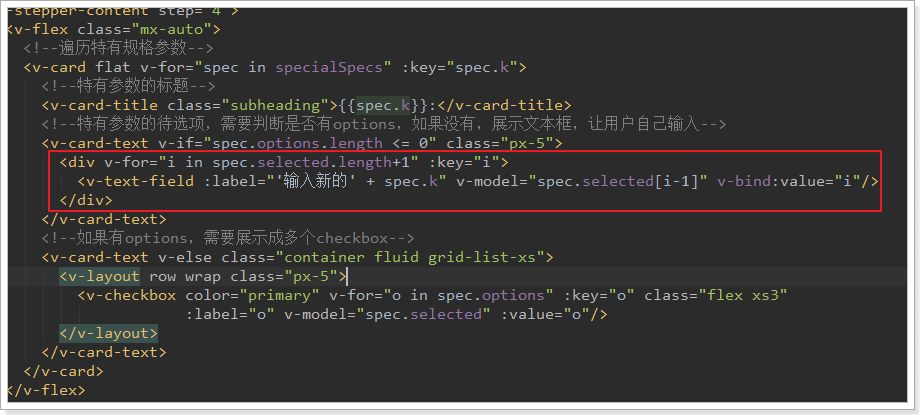 -stepper-content step="4">
<v-flex class="mx-auto">
<!--遍历特有规格参数-->
<v-card flat v-for="spec in specialSpecs" :key="spec.k">
<!--特有参数的标题-->
<v-card-title class="subheading">{{spec.k}}:</v-card-title>
<!--特有参数的待选项，需要判断是否有options，如果没有，展示文本框，让用户自己输入-->
<v-card-text v-if="spec.options.length <= 0" class="px-5">
<div v-for="i in spec.selected.length+1" :key="i">
<v-text-field :label="'输入新的' + spec.k" v-model="spec.selected[i-1]" v-bind:value="i"/>
</div>
</v-card-text>
<!--如果有options，需要展示成多个checkbox-->
<v-card-text v-else class="container fluid grid-list-xs">
<v-layout row wrap class="px-5">
<v-checkbox color="primary" v-for="o in spec.options" :key="o" class="flex xs3"
:label="o" v-model="spec.selected" :value="o"/>
</v-layout>
</v-card-text>
</v-card>
</v-flex>